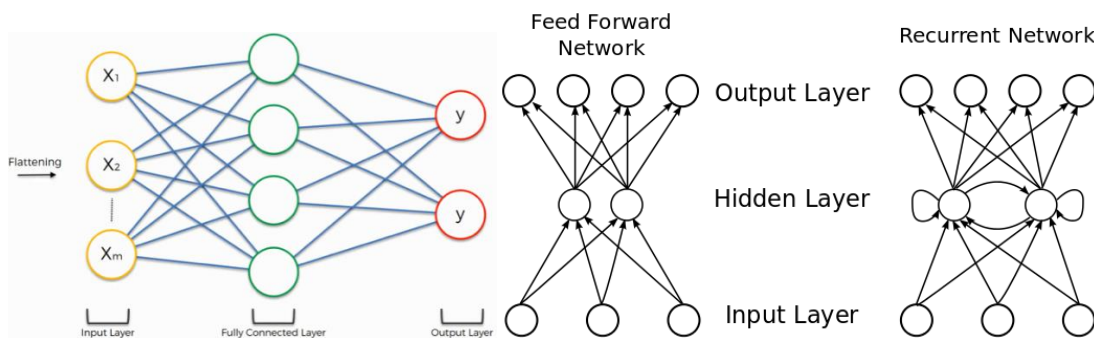 Flattening
X1
X2
Xm
y
y
Input Layer
Fully Connected Layer
Output Layer
Feed Forward
Network
Recurrent Network
Output Layer
Hidden Layer
Input Layer